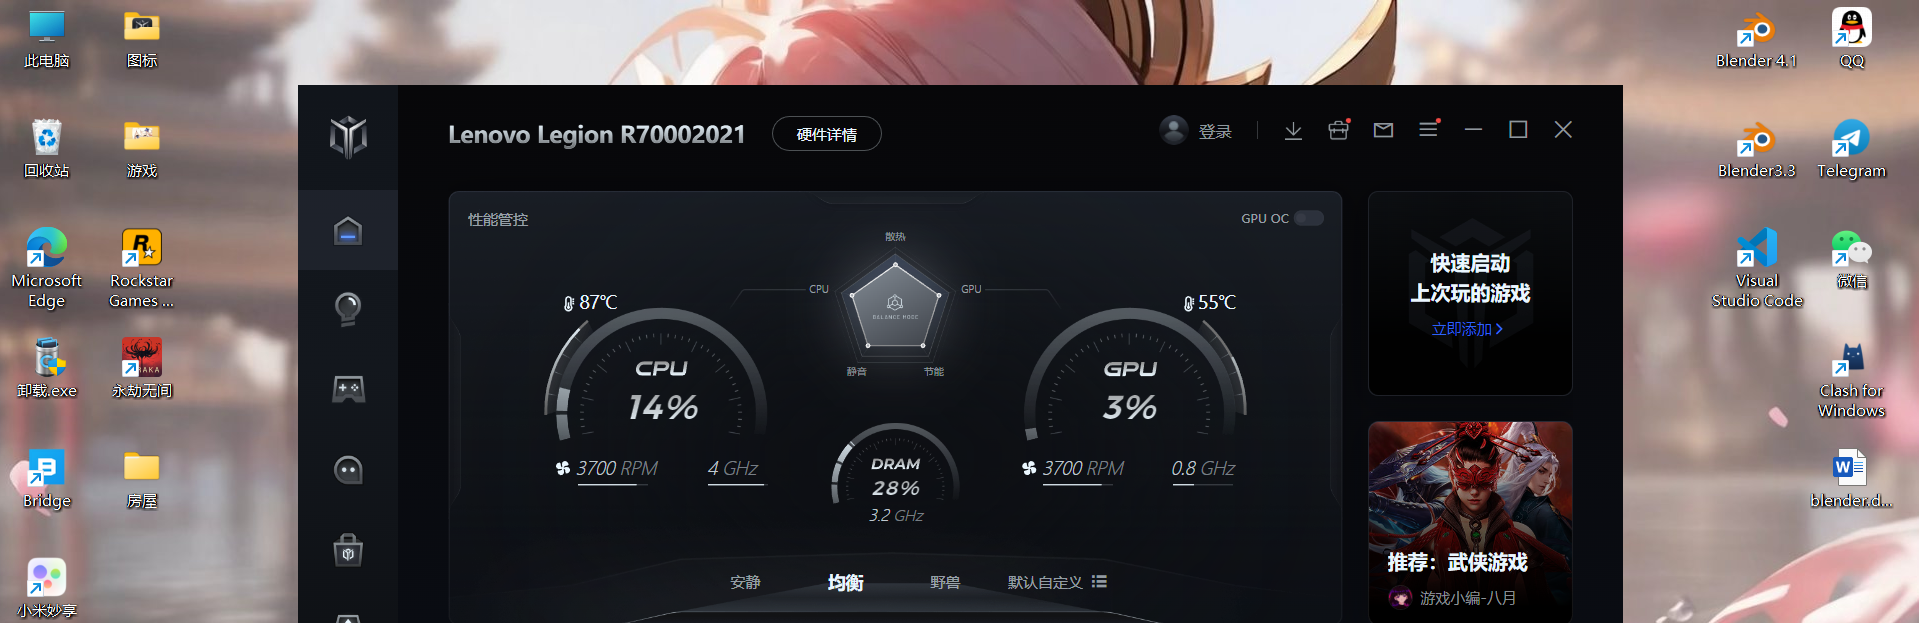 此电脑
图标
回收站
游戏
Microsoft
Edge
Rockstar
Games ...
卸载.exe
永劫无间
Bridge
房屋
小米妙享
Lenovo Legion R70002021
硬件详情
登录
性能管控
GPU OC
散热
CPU
GPU
BALANCE MODE
静音
节能
87℃
CPU
14%
3700 RPM
4 GHz
DRAM
28%
3.2 GHz
55℃
GPU
3%
3700 RPM
0.8 GHz
安静
均衡
野兽
默认自定义
快速启动
上次玩的游戏
立即添加
推荐：武侠游戏
游戏小编-八月
Blender 4.1
QQ
Blender3.3
Telegram
Visual
Studio Code
微信
Clash for
Windows
blender.d...